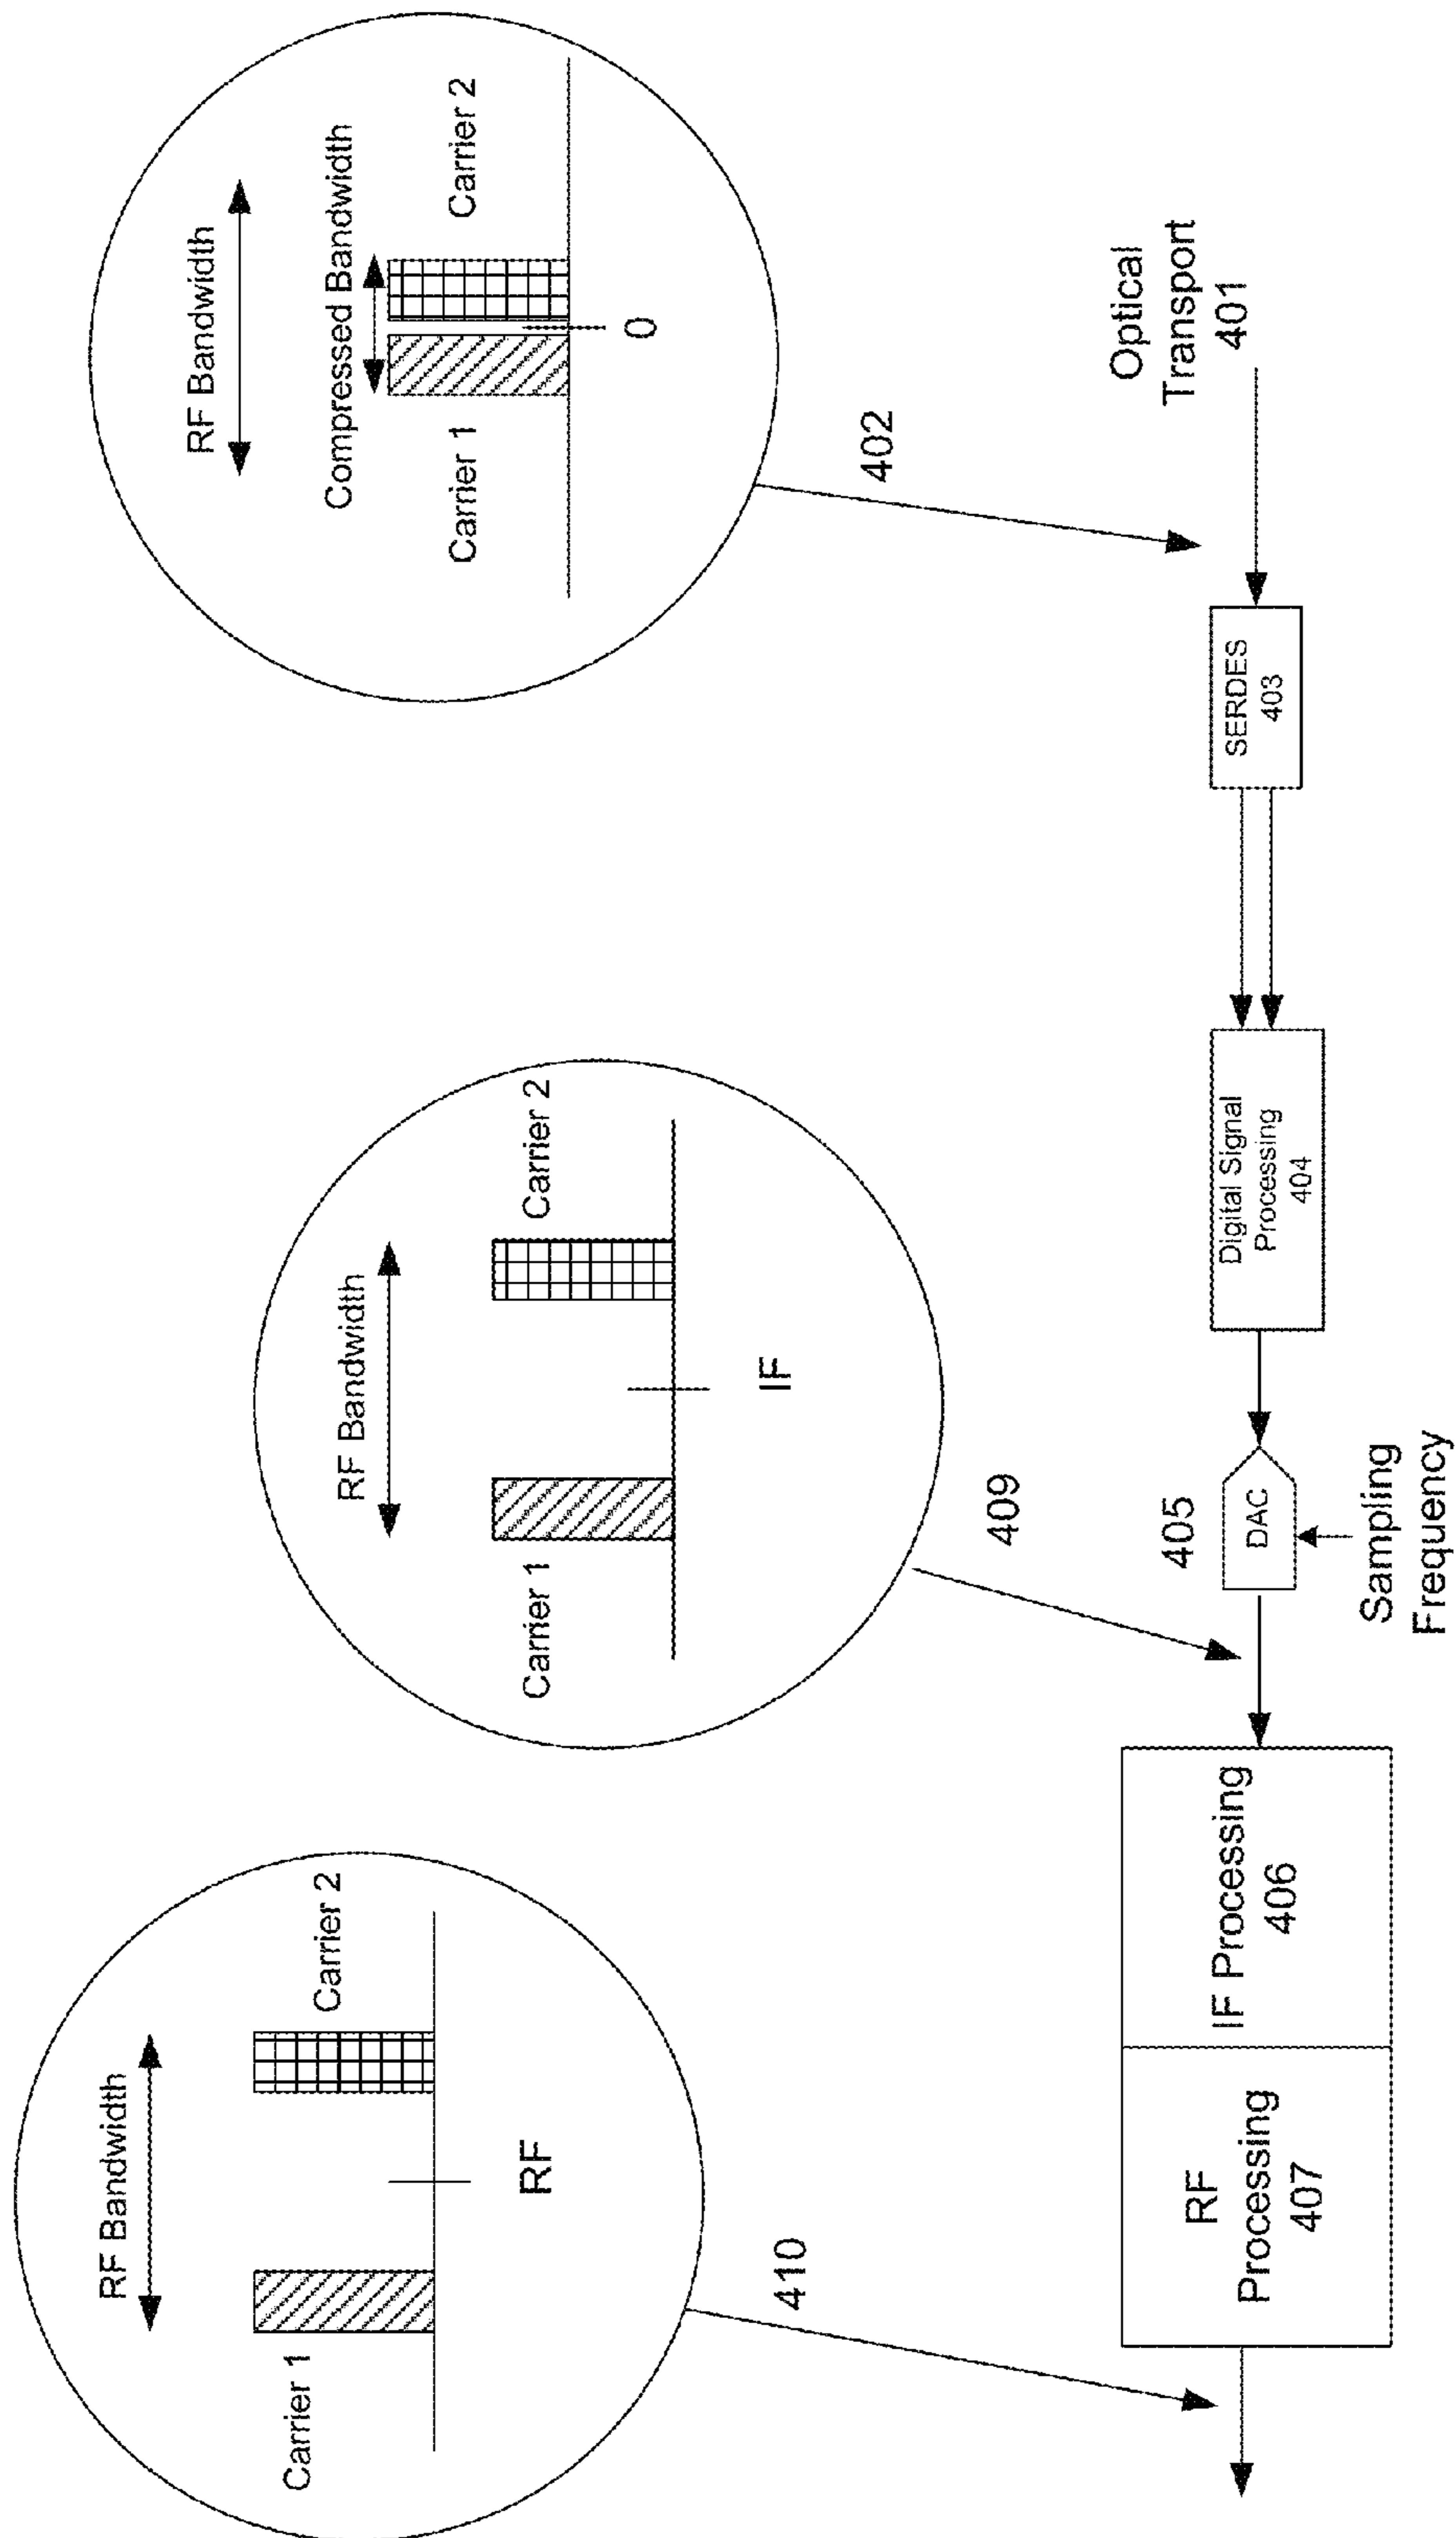 RF Bandwidth
Carrier 1
Carrier 2
RF
410
RF Bandwidth
Carrier 1
Carrier 2
IF
409
RF Bandwidth
Compressed Bandwidth
Carrier 1
Carrier 2
0
402
RF
Processing
407
IF Processing
406
405
DAC
Sampling
Frequency
Digital Signal
Processing
404
SERDES
403
Optical
Transport
401